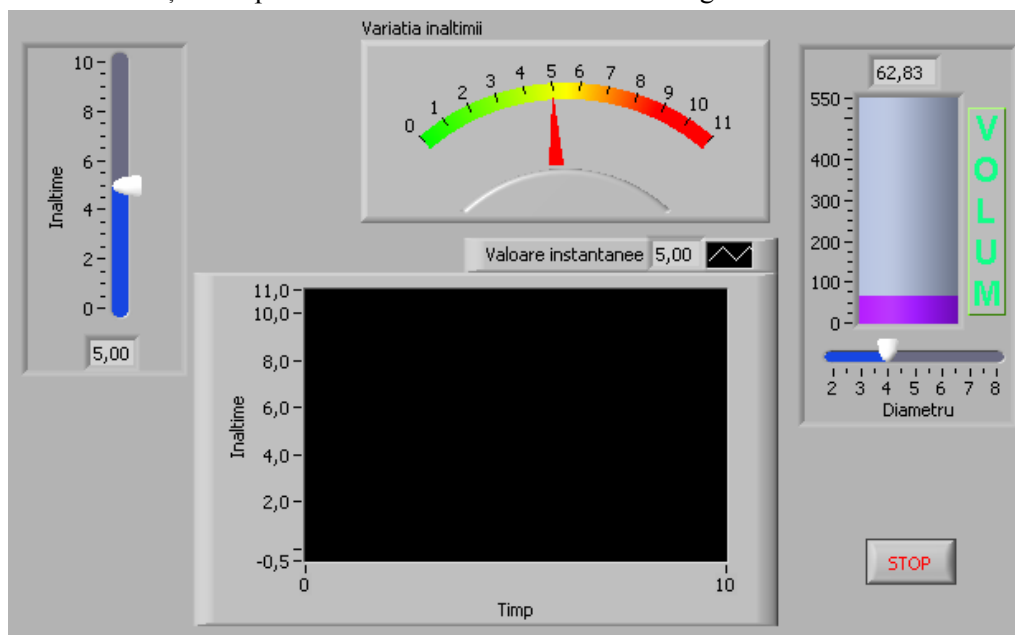 Variatia inaltimii
10
8
6
4
2
0
Inaltime
5,00
0 1 2 3 4 5 6 7 8 9 10 11
62,83
550
400
300
200
100
0
VOLUM
2 3 4 5 6 7 8
Diametru
Valoare instantanee 5,00
11,0
10,0
8,0
6,0
4,0
2,0
-0,5
Inaltime
0 10
Timp
STOP